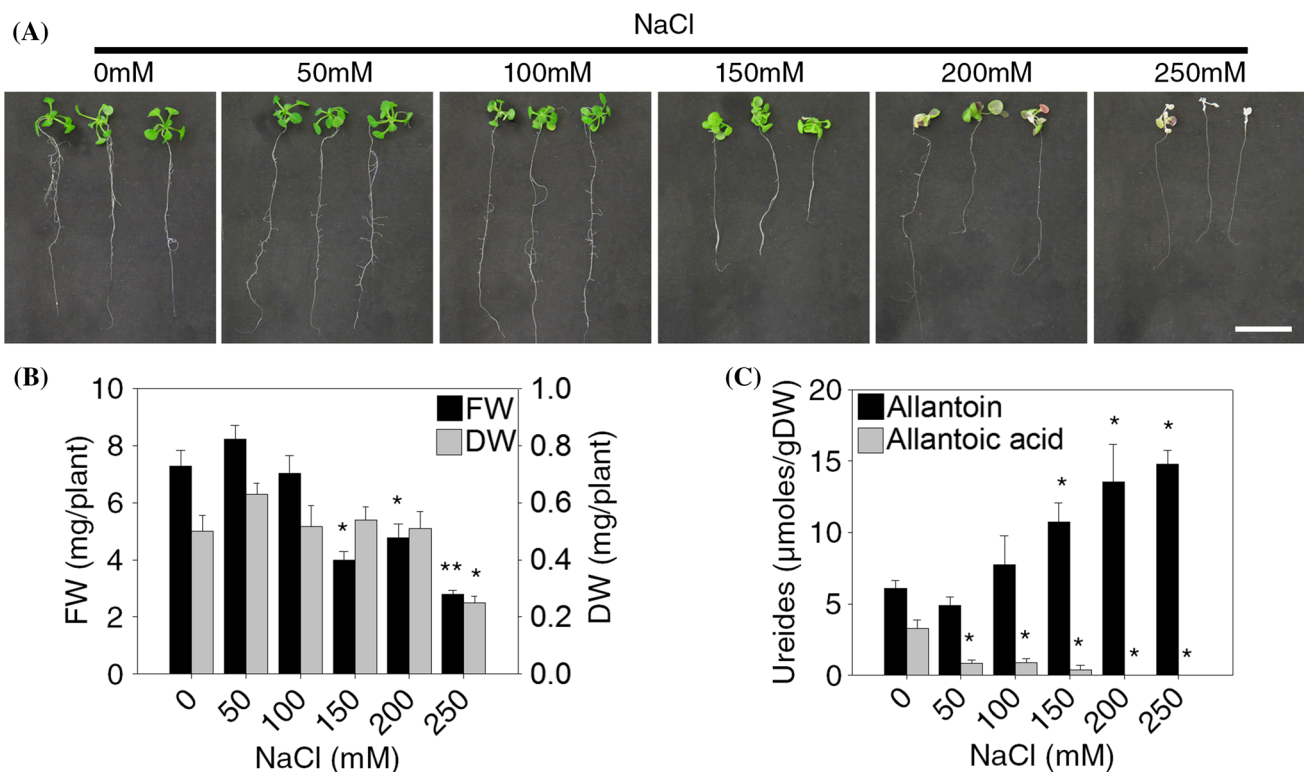 (A)
NaCl
0mM 50mM 100mM 150mM 200mM 250mM
(B)
10
8
6
4
2
0
FW (mg/plant)
FW
DW
1.0
0.8
0.6
0.4
0.2
0.0
DW (mg/plant)
* * ** *
0 50 100 150 200 250
NaCl (mM)
(C)
20
15
10
5
0
Ureides (µmoles/gDW)
Allantoin
Allantoic acid
* * *
* * * * *
0 50 100 150 200 250
NaCl (mM)